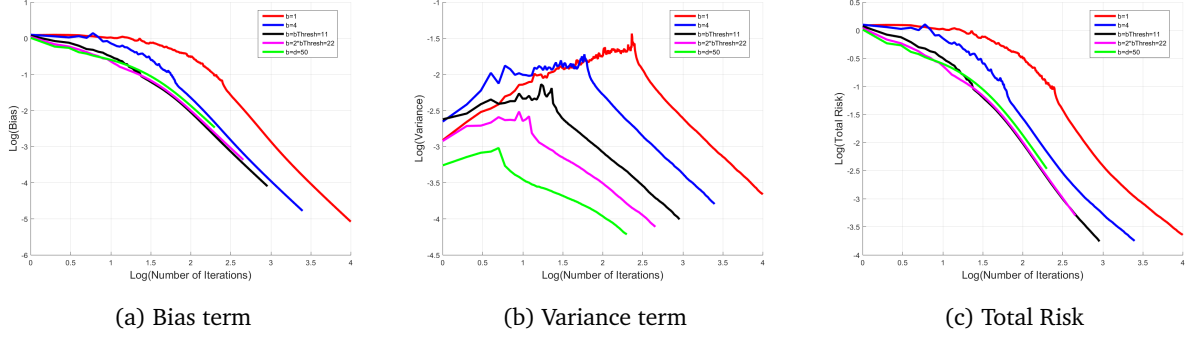 Log(Bias)
1
0
-1
-2
-3
-4
-5
-6
0 0.5 1 1.5 2 2.5 3 3.5 4
Log(Number of Iterations)
b=1
b=4
b=bThresh=11
b=2*bThresh=22
b=d=50
(a) Bias term
Log(Variance)
-1
-1.5
-2
-2.5
-3
-3.5
-4
-4.5
0 0.5 1 1.5 2 2.5 3 3.5 4
Log(Number of Iterations)
b=1
b=4
b=bThresh=11
b=2*bThresh=22
b=d=50
(b) Variance term
Log(Total Risk)
0.5
0
-0.5
-1
-1.5
-2
-2.5
-3
-3.5
-4
0 0.5 1 1.5 2 2.5 3 3.5 4
Log(Number of Iterations)
b=1
b=4
b=bThresh=11
b=2*bThresh=22
b=d=50
(c) Total Risk